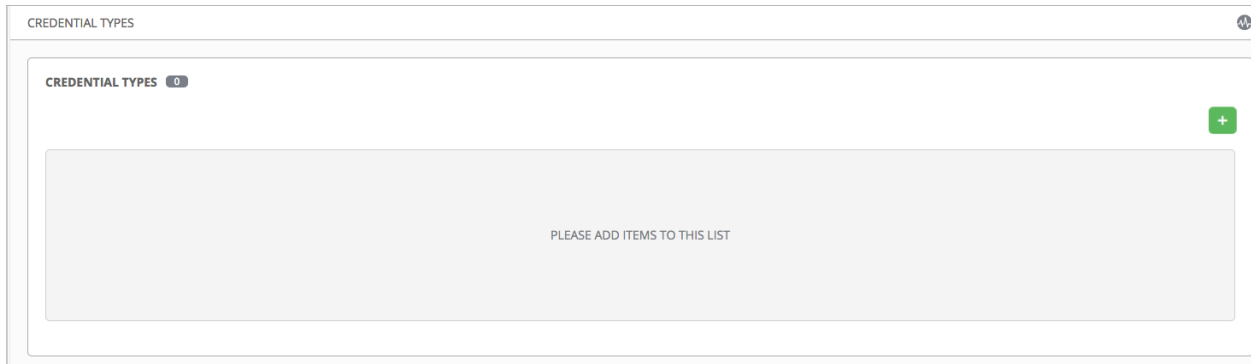 CREDENTIAL TYPES
CREDENTIAL TYPES 0
+
PLEASE ADD ITEMS TO THIS LIST